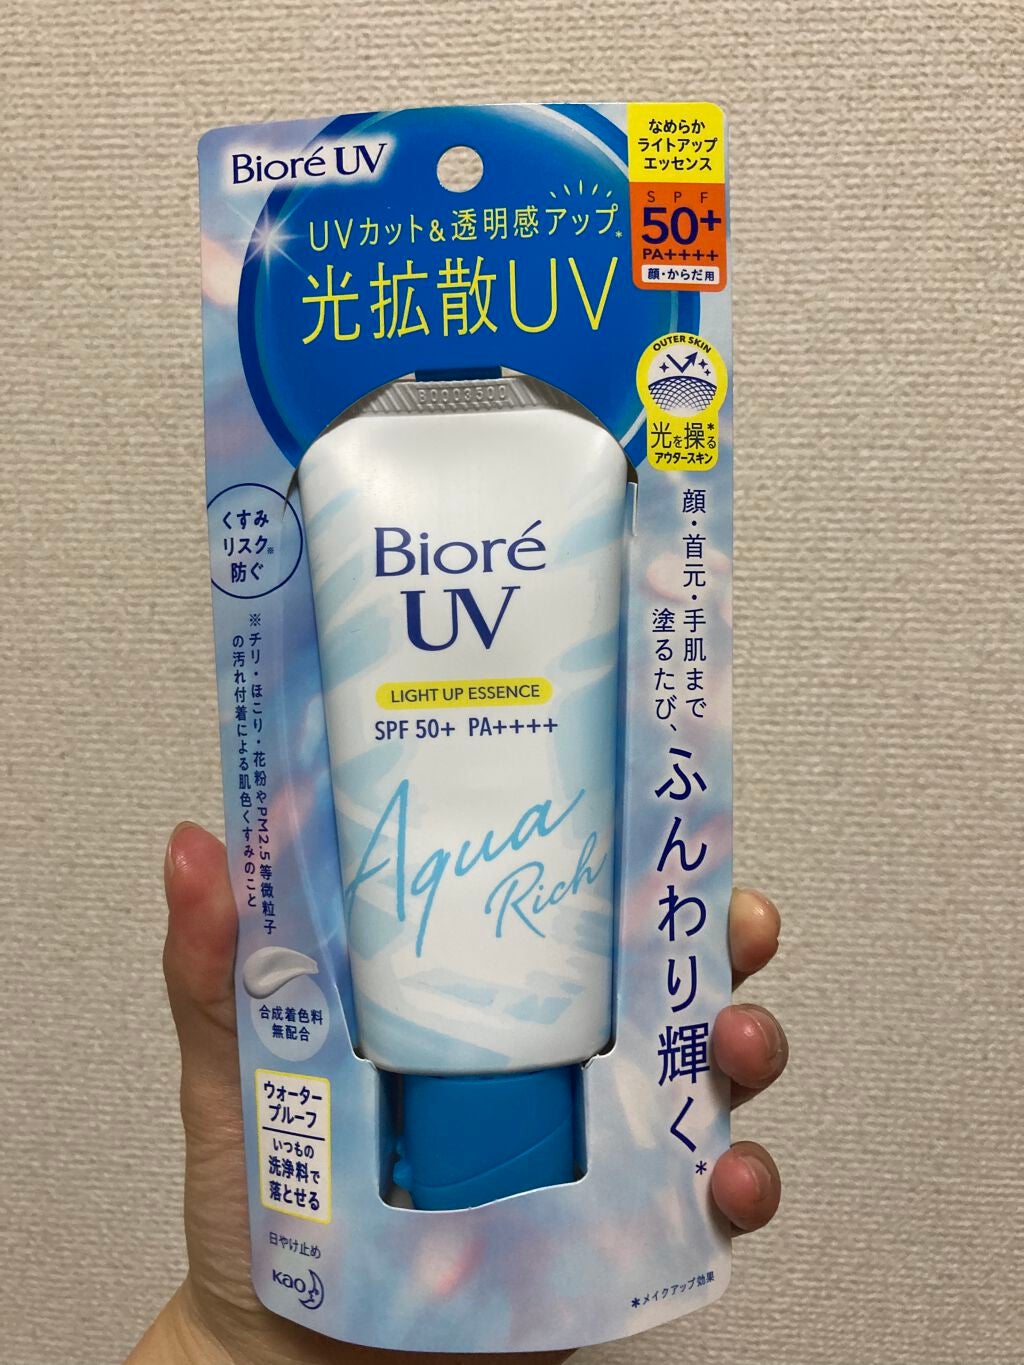 Bioré UV
UVカット&透明感アップ*
光拡散UV
なめらか
ライトアップ
エッセンス
SPF
50+
PA++++
顔・からだ用
OUTER SKIN
光を操る*
アウタースキン
くすみ
リスク※
防ぐ
※チリ・ほこり・花粉やPM2.5等微粒子
の汚れ付着による肌色くすみのこと
Bioré
UV
LIGHT UP ESSENCE
SPF 50+ PA++++
Aqua
Rich
顔・首元・手肌まで
塗るたび、ふんわり輝く*
合成着色料
無配合
ウォーター
プルーフ
いつもの
洗浄料で
落とせる
日やけ止め
Kao
*メイクアップ効果